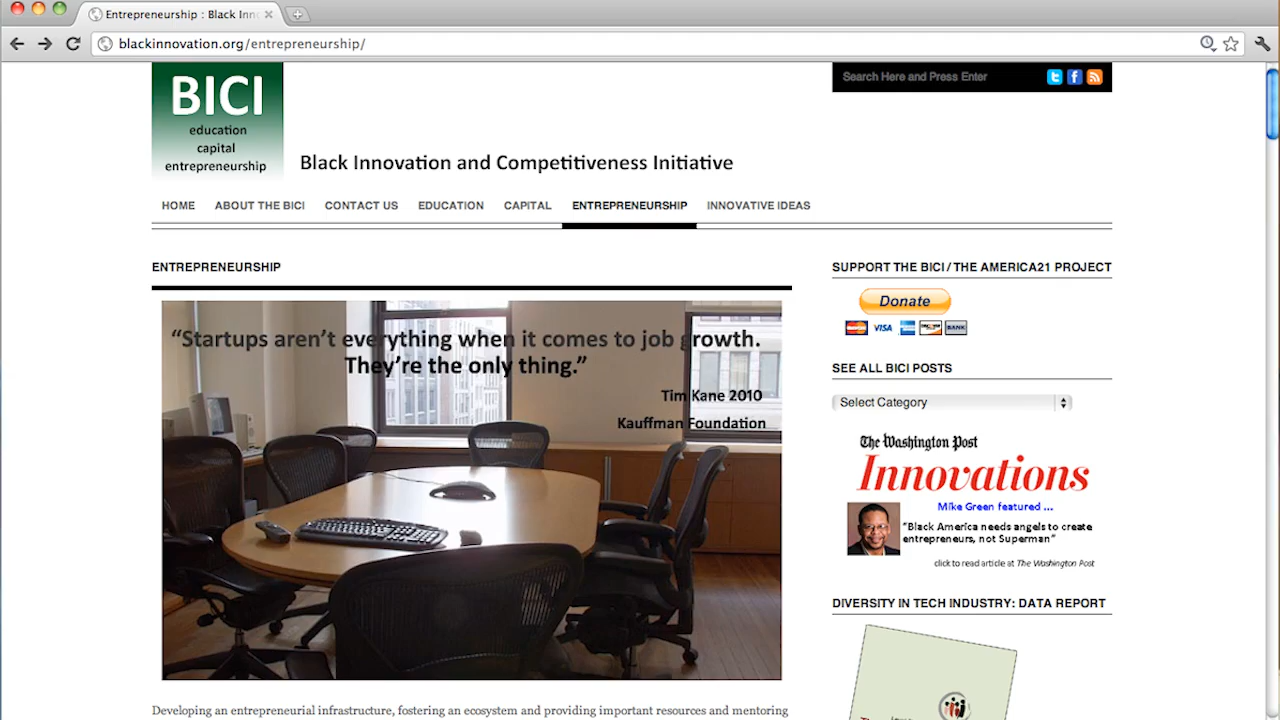 Entrepreneurship : Black Inn
blackinnovation.org/entrepreneurship/
BICI
education
capital
entrepreneurship
Black Innovation and Competitiveness Initiative
Search Here and Press Enter
HOME ABOUT THE BICI CONTACT US EDUCATION CAPITAL ENTREPRENEURSHIP INNOVATIVE IDEAS
ENTREPRENEURSHIP
“Startups aren’t everything when it comes to job growth.
They’re the only thing.”
Tim Kane 2010
Kauffman Foundation
Developing an entrepreneurial infrastructure, fostering an ecosystem and providing important resources and mentoring
SUPPORT THE BICI / THE AMERICA21 PROJECT
Donate
VISA BANK
SEE ALL BICI POSTS
Select Category
The Washington Post
Innovations
Mike Green featured ...
“Black America needs angels to create
entrepreneurs, not Superman”
click to read article at The Washington Post
DIVERSITY IN TECH INDUSTRY: DATA REPORT